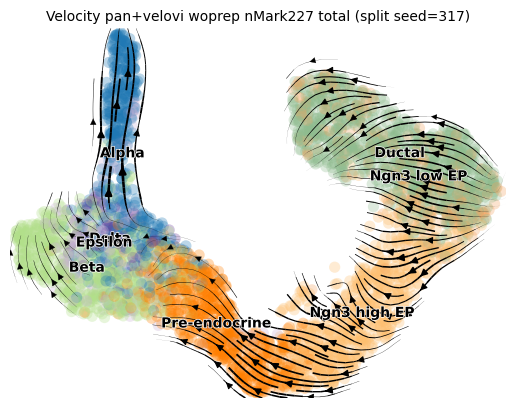 Velocity pan+velovi woprep nMark227 total (split seed=317)
Alpha
Ductal
Ngn3 low EP
Delta
Epsilon
Beta
Ngn3 high EP
Pre-endocrine